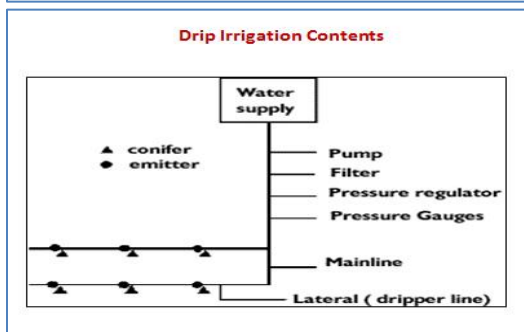 Drip Irrigation Contents
Water
supply
conifer
emitter
Pump
Filter
Pressure regulator
Pressure Gauges
Mainline
Lateral ( dripper line)